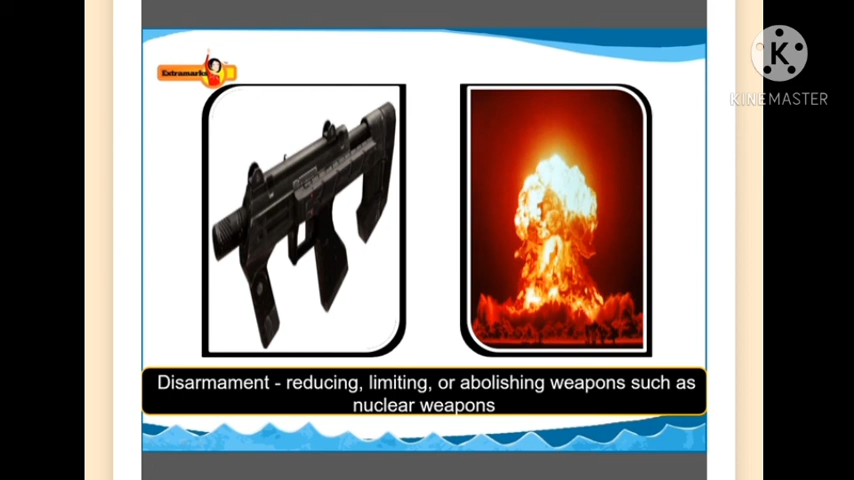 Extramarks
K
KINEMASTER
Disarmament - reducing, limiting, or abolishing weapons such as
nuclear weapons